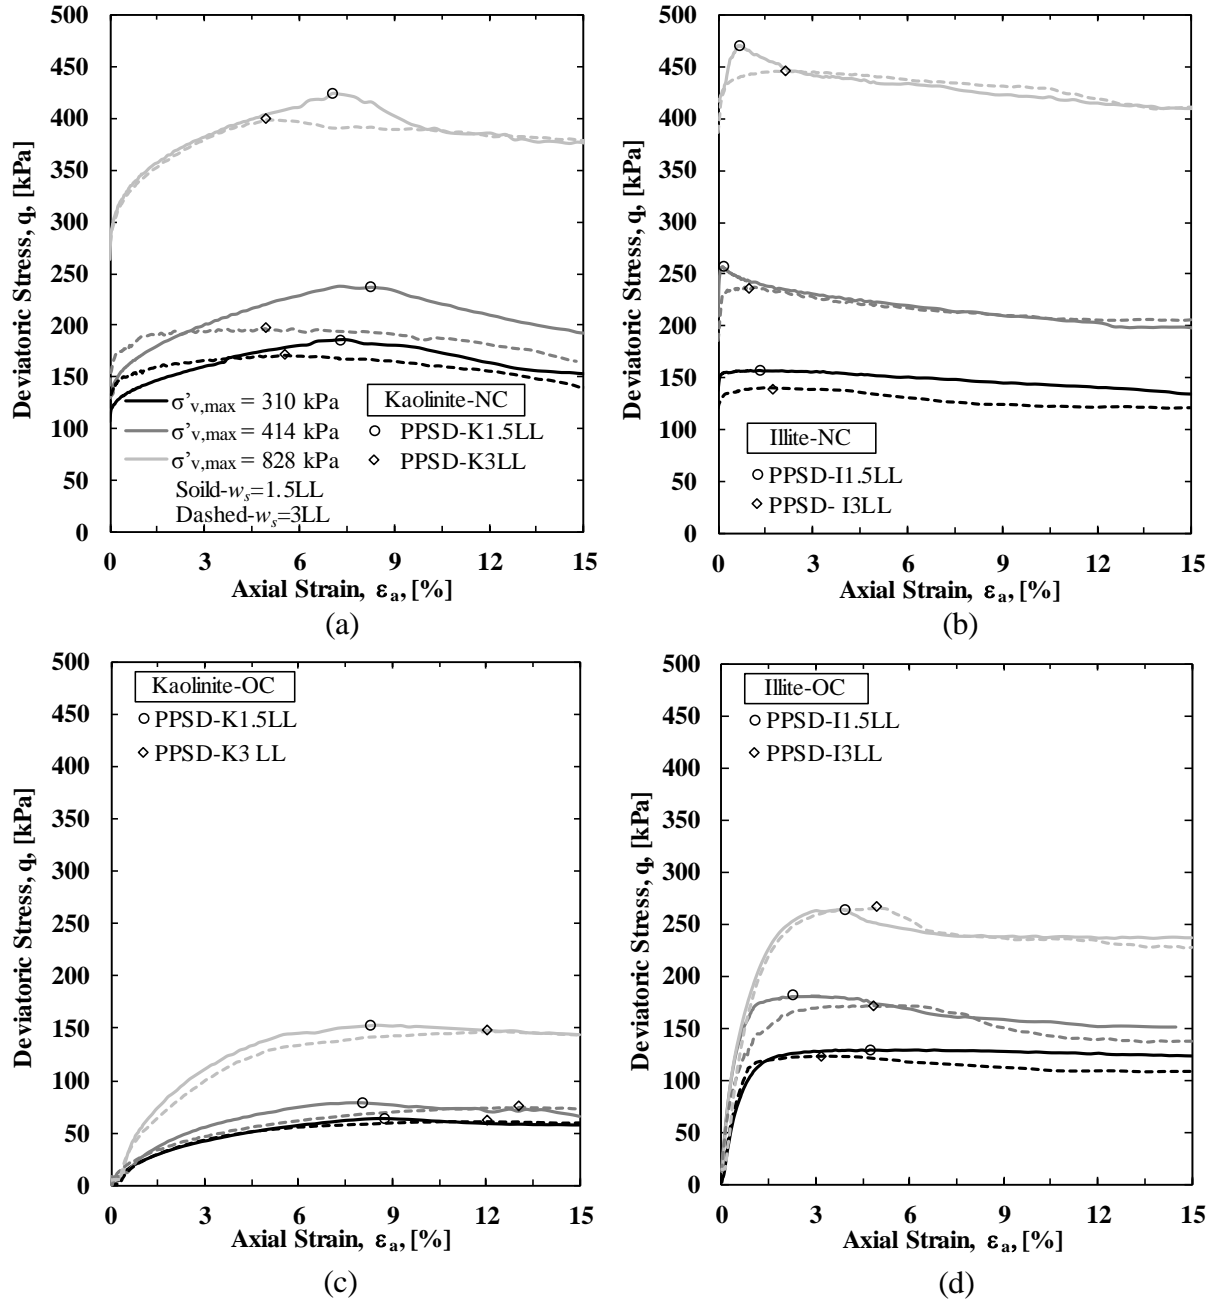 500
450
400
350
300
250
200
150
100
50
0
Deviatoric Stress, q, [kPa]
σ'v,max = 310 kPa
σ'v,max = 414 kPa
σ'v,max = 828 kPa
Soild-ws=1.5LL
Dashed-ws=3LL
Kaolinite-NC
PPSD-K1.5LL
PPSD-K3LL
0 3 6 9 12 15
Axial Strain, εa, [%]
(a)
500
450
400
350
300
250
200
150
100
50
0
Deviatoric Stress, q, [kPa]
Illite-NC
PPSD-I1.5LL
PPSD- I3LL
0 3 6 9 12 15
Axial Strain, εa, [%]
(b)
500
450
400
350
300
250
200
150
100
50
0
Deviatoric Stress, q, [kPa]
Kaolinite-OC
PPSD-K1.5LL
PPSD-K3 LL
0 3 6 9 12 15
Axial Strain, εa, [%]
(c)
500
450
400
350
300
250
200
150
100
50
0
Deviatoric Stress, q, [kPa]
Illite-OC
PPSD-I1.5LL
PPSD-I3LL
0 3 6 9 12 15
Axial Strain, εa, [%]
(d)